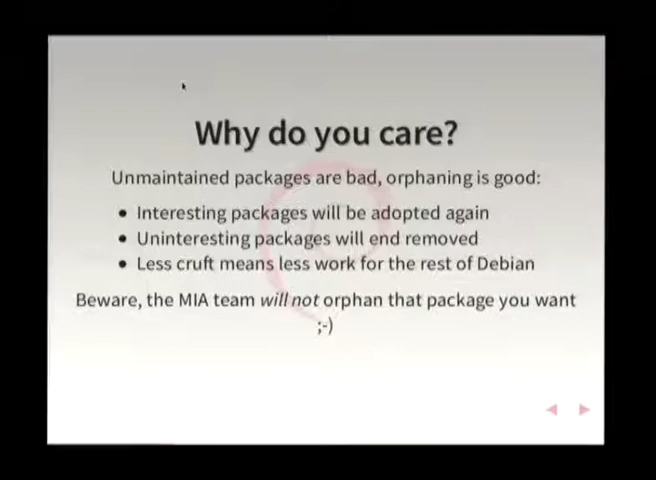 Why do you care?
Unmaintained packages are bad, orphaning is good:
• Interesting packages will be adopted again
• Uninteresting packages will end removed
• Less cruft means less work for the rest of Debian
Beware, the MIA team will not orphan that package you want
;-)